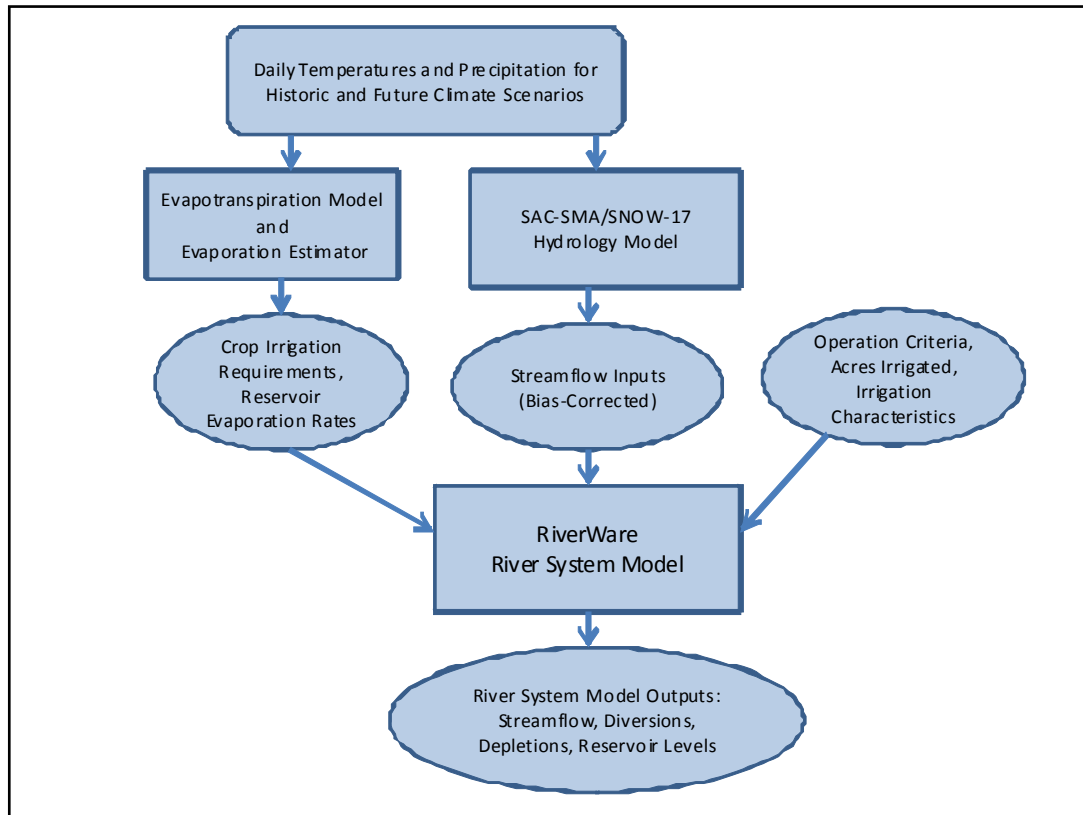 Daily Temperatures and Precipitation for
Historic and Future Climate Scenarios
Evapotranspiration Model
and
Evaporation Estimator
SAC-SMA/SNOW-17
Hydrology Model
Crop Irrigation
Requirements,
Reservoir
Evaporation Rates
Streamflow Inputs
(Bias-Corrected)
Operation Criteria,
Acres Irrigated,
Irrigation
Characteristics
RiverWare
River System Model
River System Model Outputs:
Streamflow, Diversions,
Depletions, Reservoir Levels